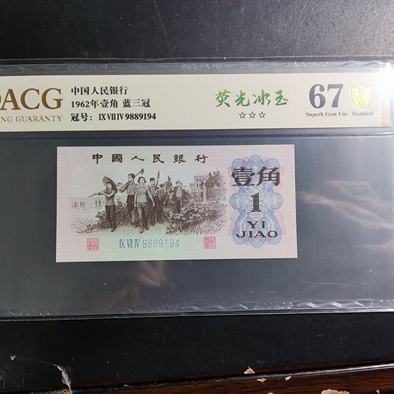 ACG
NG GUARANTY
中国人民银行
1962年壹角 蓝三冠
冠号: IX VII IV 9889194
荧光冰玉
☆☆☆
67
Superb Gem Unc Standard
中國人民銀行
壹角
1
YI
JIAO
IX VII IV 9889194